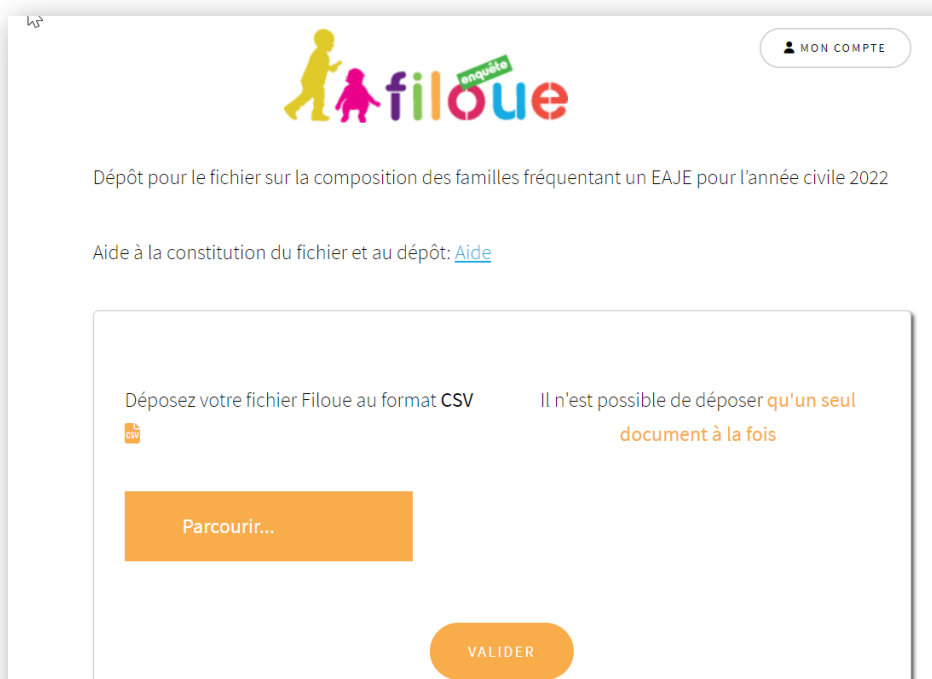 MON COMPTE
enquête
filoue
Dépôt pour le fichier sur la composition des familles fréquentant un EAJE pour l’année civile 2022
Aide à la constitution du fichier et au dépôt: Aide
Déposez votre fichier Filoue au format CSV
CSV
Il n'est possible de déposer qu'un seul
document à la fois
Parcourir...
VALIDER